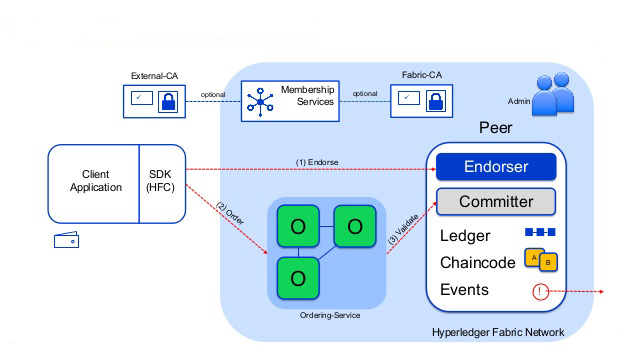 External-CA
Fabric-CA
optional
Membership
Services
optional
Admin
Peer
Client
Application
SDK
(HFC)
(1) Endorse
Endorser
(2) Order
Committer
O
O
O
(3) Validate
Ledger
Chaincode
A
B
Events
!
Ordering-Service
Hyperledger Fabric Network